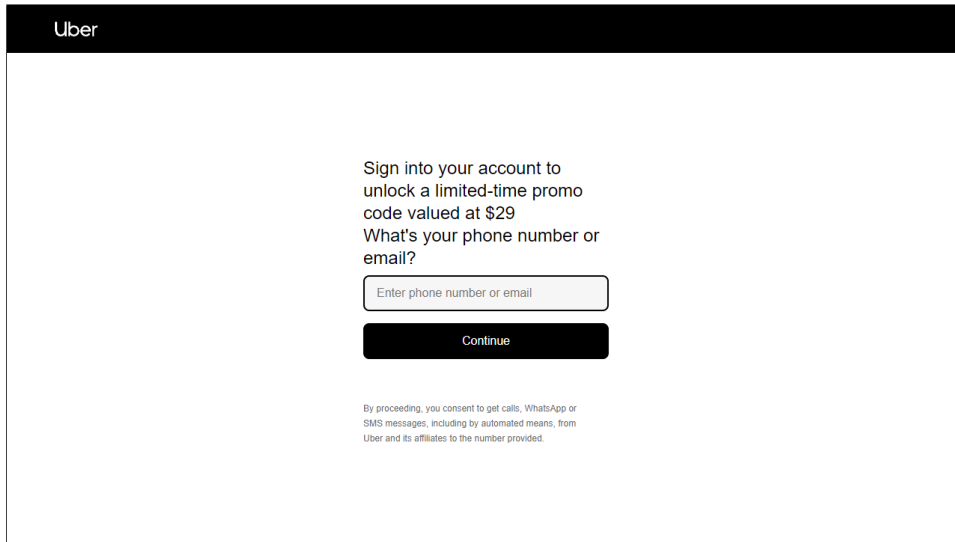 Uber
Sign into your account to
unlock a limited-time promo
code valued at $29
What's your phone number or
email?
Enter phone number or email
Continue
By proceeding, you consent to get calls, WhatsApp or
SMS messages, including by automated means, from
Uber and its affiliates to the number provided.